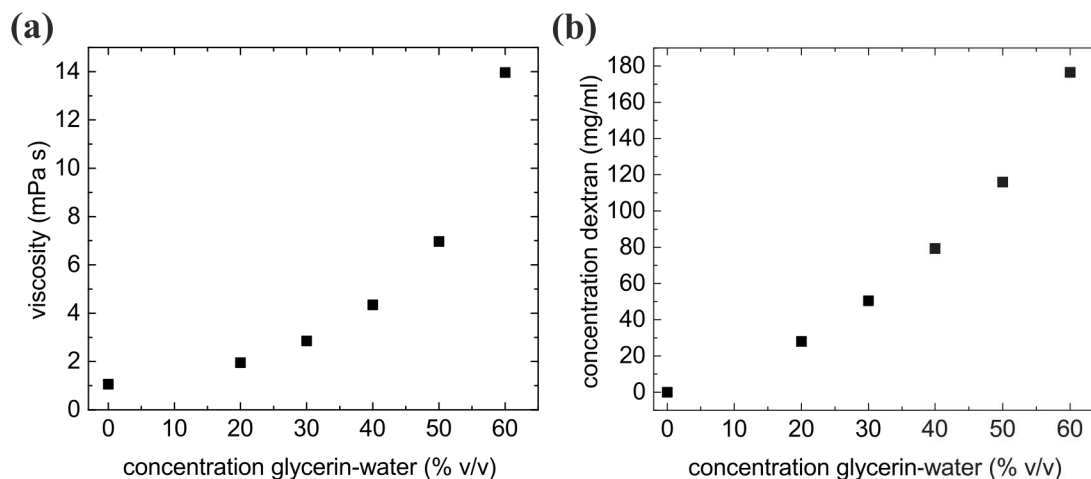 (a)
viscosity (mPa s)
14
12
10
8
6
4
2
0
0 10 20 30 40 50 60
concentration glycerin-water (% v/v)
(b)
concentration dextran (mg/ml)
180
160
140
120
100
80
60
40
20
0
0 10 20 30 40 50 60
concentration glycerin-water (% v/v)